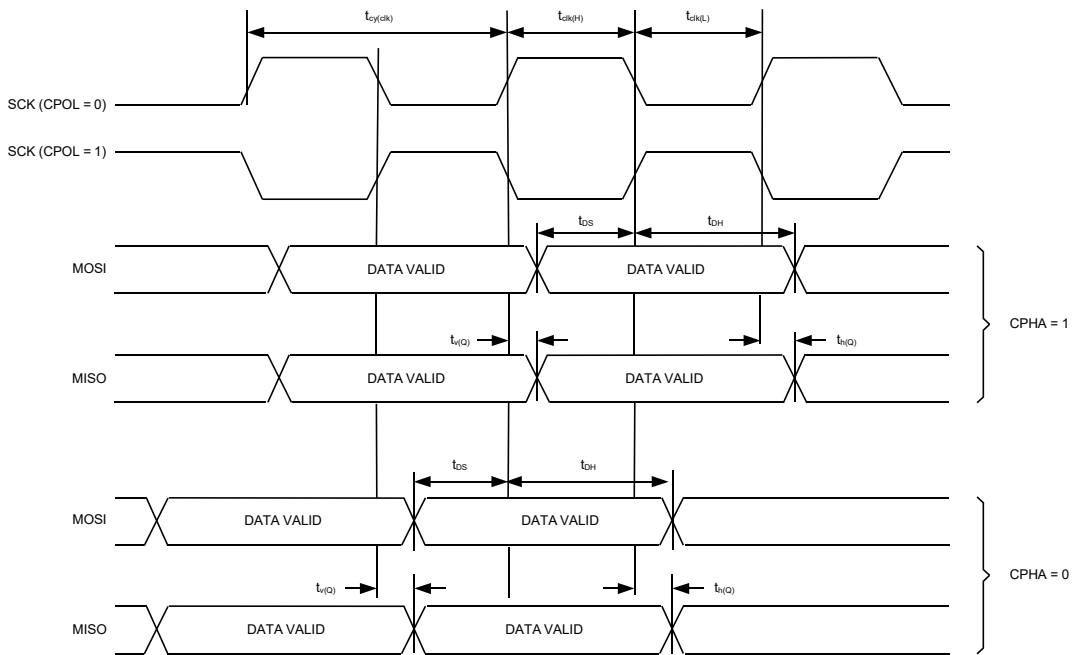 tcy(clk) tclk(H) tclk(L)
SCK (CPOL = 0)
SCK (CPOL = 1)
tDS tDH
MOSI DATA VALID DATA VALID
CPHA = 1
tv(Q) th(Q)
MISO DATA VALID DATA VALID
tDS tDH
MOSI DATA VALID DATA VALID
CPHA = 0
tv(Q) th(Q)
MISO DATA VALID DATA VALID